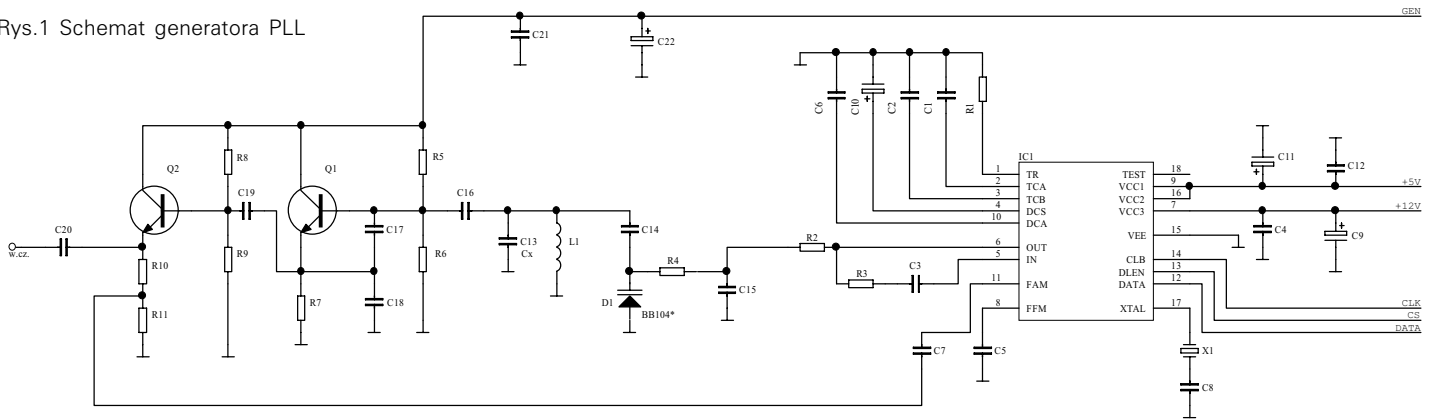 Rys.1 Schemat generatora PLL
GEN
C21
C22
C6
C10
C2
C1
R1
Q2
R8
Q1
R5
C19
C16
C20
w.cz.
R10
R11
R9
R7
C17
C18
R6
C13
Cx
L1
C14
R4
D1
BB104*
C15
R2
R3
C3
C7
C5
IC1
1 TR
2 TCA
3 TCB
4 DCS
10 DCA
6 OUT
5 IN
11 FAM
8 FFM
TEST 18
VCC1 9
VCC2 16
VCC3 7
VEE 15
CLB 14
DLEN 13
DATA 12
XTAL 17
C11
C12
+5V
+12V
C4
C9
CLK
CS
DATA
X1
C8